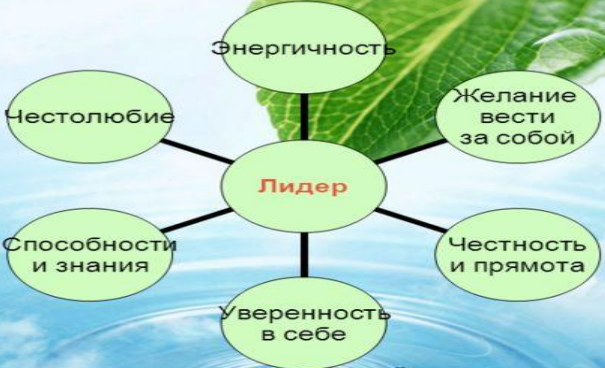 Энергичность
Честолюбие
Желание
вести
за собой
Лидер
Способности
и знания
Честность
и прямота
Уверенность
в себе